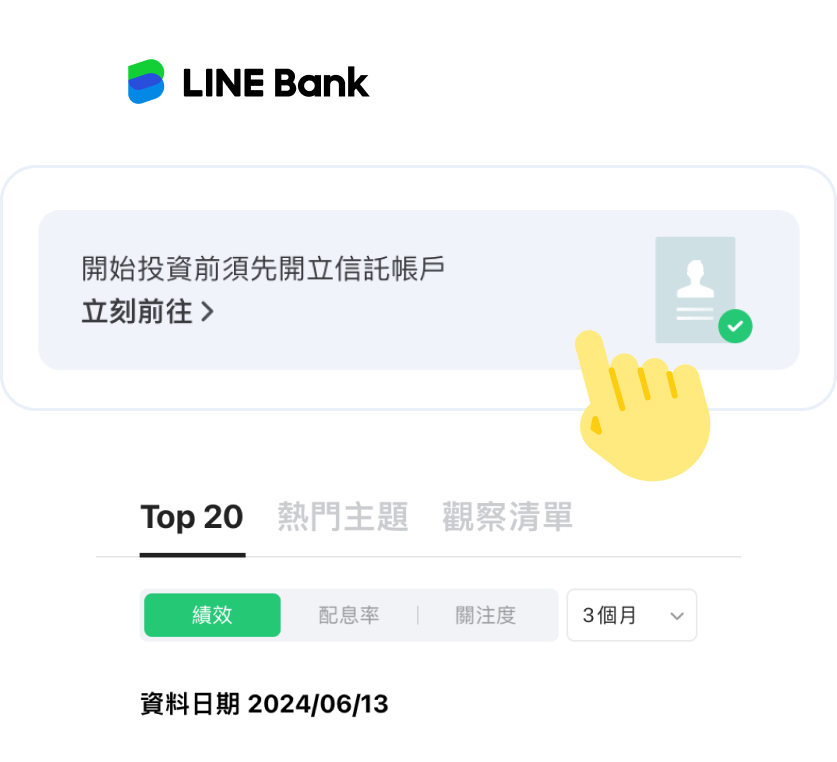 LINE Bank
開始投資前須先開立信託帳戶
立刻前往 >
Top 20 熱門主題 觀察清單
績效 配息率 關注度 3個月
資料日期 2024/06/13